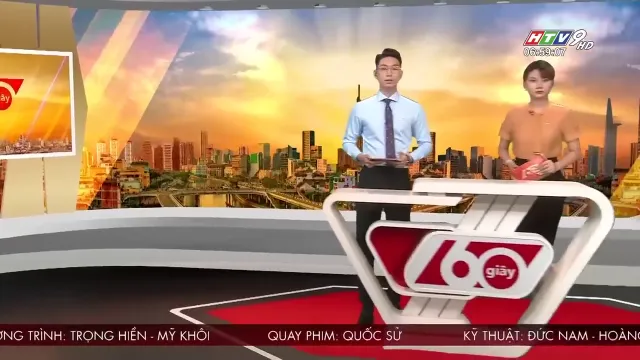 HTV9 HD
06:59:07
60
giây
60 giây
ƯƠNG TRÌNH: TRỌNG HIỀN - MỸ KHÔI QUAY PHIM: QUỐC SỬ KỸ THUẬT: ĐỨC NAM - HOÀNG